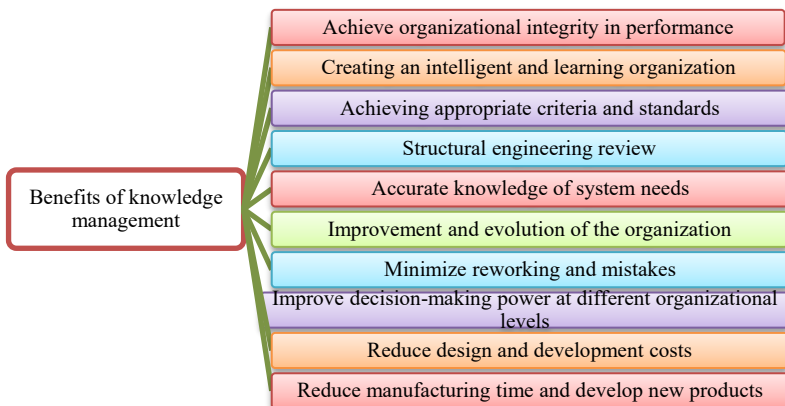 Benefits of knowledge
management
Achieve organizational integrity in performance
Creating an intelligent and learning organization
Achieving appropriate criteria and standards
Structural engineering review
Accurate knowledge of system needs
Improvement and evolution of the organization
Minimize reworking and mistakes
Improve decision-making power at different organizational
levels
Reduce design and development costs
Reduce manufacturing time and develop new products